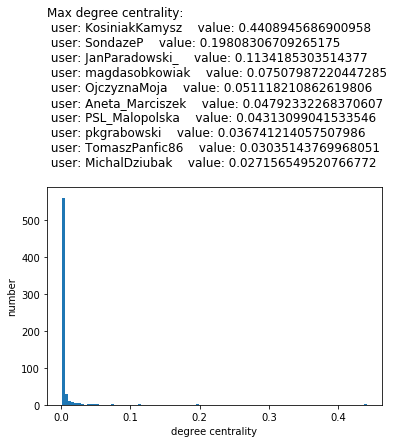 Max degree centrality:
user: KosiniakKamysz value: 0.4408945686900958
user: SondazeP value: 0.19808306709265175
user: JanParadowski_ value: 0.1134185303514377
user: magdasobkowiak value: 0.07507987220447285
user: OjczyznaMoja value: 0.051118210862619806
user: Aneta_Marciszek value: 0.04792332268370607
user: PSL_Malopolska value: 0.04313099041533546
user: pkgrabowski value: 0.036741214057507986
user: TomaszPanfic86 value: 0.03035143769968051
user: MichalDziubak value: 0.027156549520766772
500
400
300
200
100
0
number
0.0 0.1 0.2 0.3 0.4
degree centrality